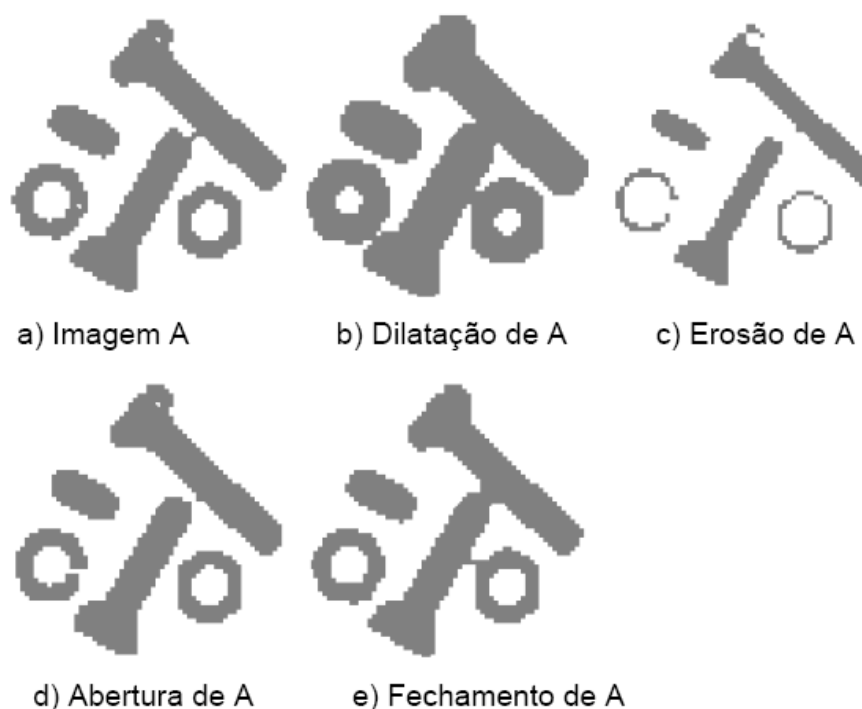 a) Imagem A
b) Dilatação de A
c) Erosão de A
d) Abertura de A
e) Fechamento de A